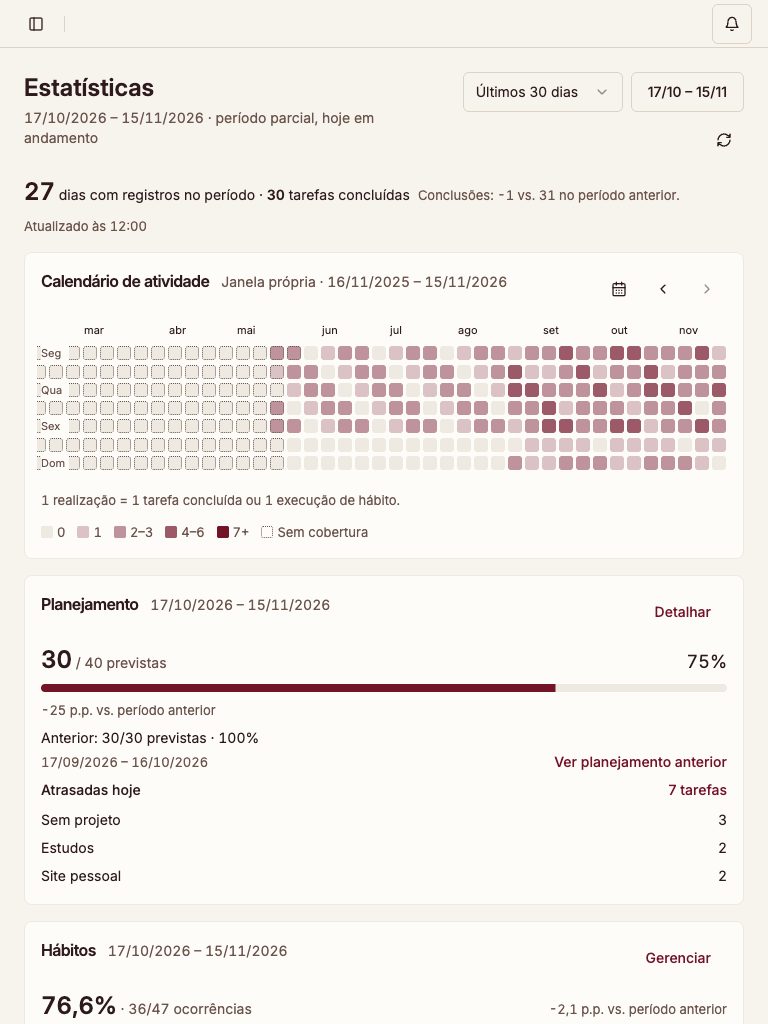 Estatísticas
Últimos 30 dias
17/10 – 15/11
17/10/2026 – 15/11/2026 · período parcial, hoje em
andamento
27 dias com registros no período · 30 tarefas concluídas Conclusões: -1 vs. 31 no período anterior.
Atualizado às 12:00
Calendário de atividade Janela própria · 16/11/2025 – 15/11/2026
mar abr mai jun jul ago set out nov
Seg
Qua
Sex
Dom
1 realização = 1 tarefa concluída ou 1 execução de hábito.
0 1 2–3 4–6 7+ Sem cobertura
Planejamento 17/10/2026 – 15/11/2026
Detalhar
30 / 40 previstas 75%
-25 p.p. vs. período anterior
Anterior: 30/30 previstas · 100%
17/09/2026 – 16/10/2026 Ver planejamento anterior
Atrasadas hoje 7 tarefas
Sem projeto 3
Estudos 2
Site pessoal 2
Hábitos 17/10/2026 – 15/11/2026
Gerenciar
76,6% · 36/47 ocorrências -2,1 p.p. vs. período anterior